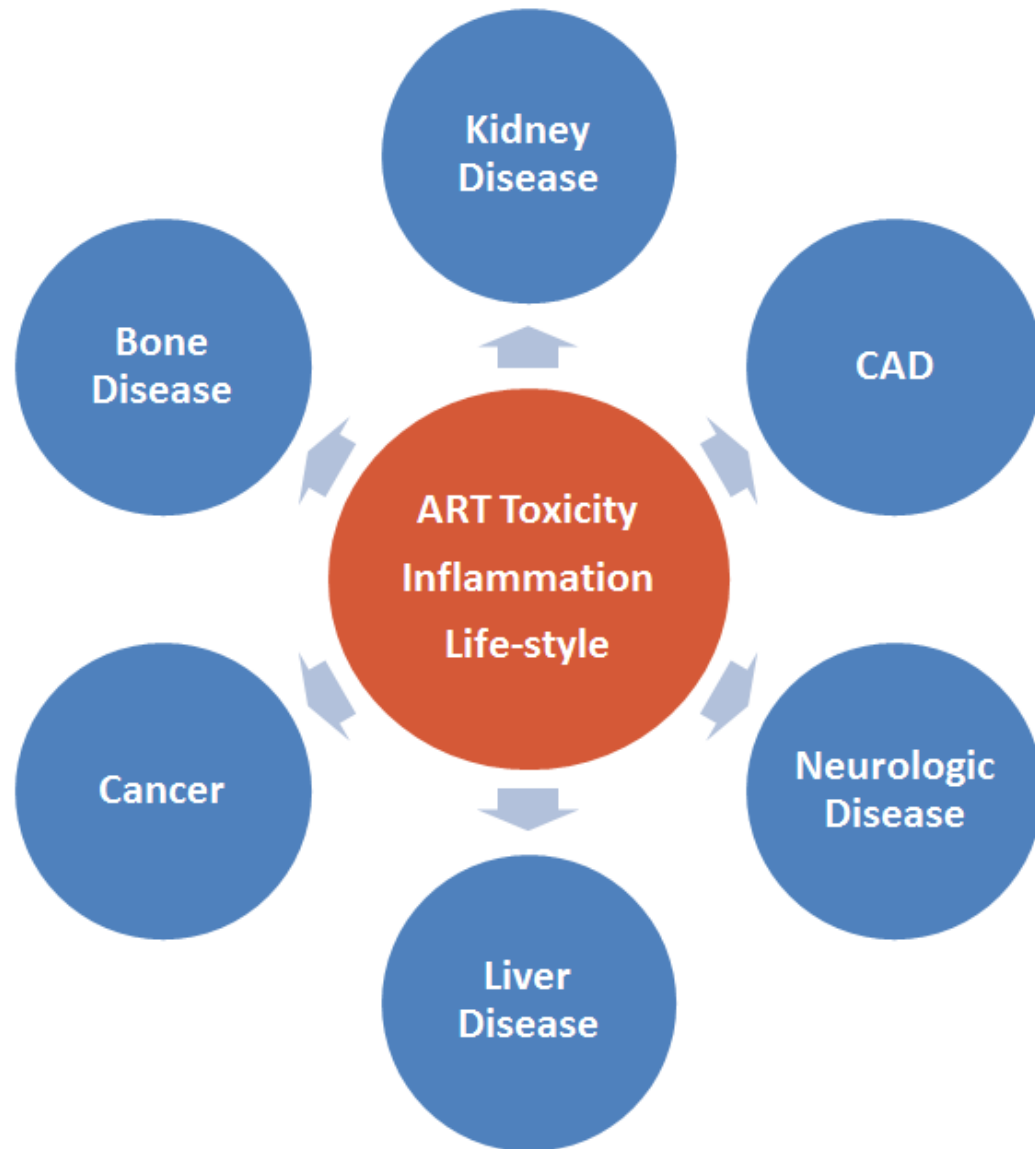 Kidney
Disease
CAD
Bone
Disease
ART Toxicity
Inflammation
Life-style
Neurologic
Disease
Cancer
Liver
Disease